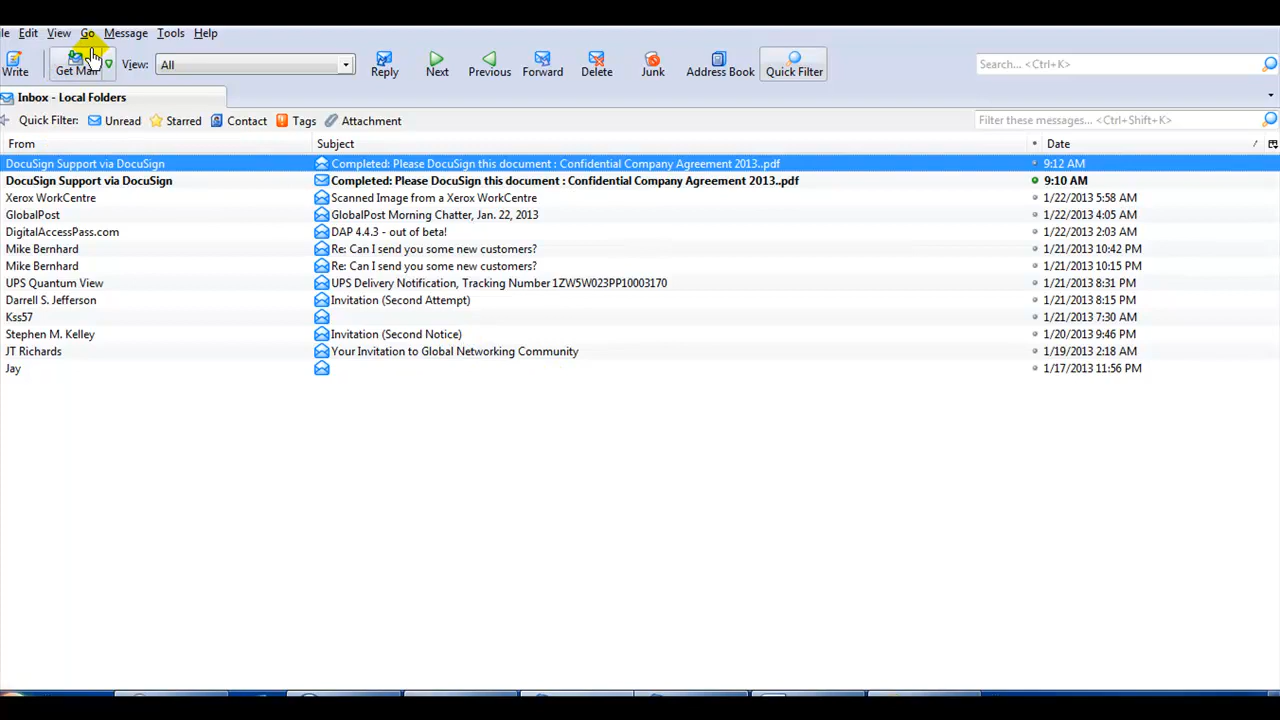 le Edit View Go Message Tools Help
Write Get Mail View: All Reply Next Previous Forward Delete Junk Address Book Quick Filter Search... <Ctrl+K>
Inbox - Local Folders
Quick Filter: Unread Starred Contact Tags Attachment Filter these messages... <Ctrl+Shift+K>
From Subject Date
DocuSign Support via DocuSign Completed: Please DocuSign this document : Confidential Company Agreement 2013..pdf 9:12 AM
DocuSign Support via DocuSign Completed: Please DocuSign this document : Confidential Company Agreement 2013..pdf 9:10 AM
Xerox WorkCentre Scanned Image from a Xerox WorkCentre 1/22/2013 5:58 AM
GlobalPost GlobalPost Morning Chatter, Jan. 22, 2013 1/22/2013 4:05 AM
DigitalAccessPass.com DAP 4.4.3 - out of beta! 1/22/2013 2:03 AM
Mike Bernhard Re: Can I send you some new customers? 1/21/2013 10:42 PM
Mike Bernhard Re: Can I send you some new customers? 1/21/2013 10:15 PM
UPS Quantum View UPS Delivery Notification, Tracking Number 1ZW5W023PP10003170 1/21/2013 8:31 PM
Darrell S. Jefferson Invitation (Second Attempt) 1/21/2013 8:15 PM
Kss57 1/21/2013 7:30 AM
Stephen M. Kelley Invitation (Second Notice) 1/20/2013 9:46 PM
JT Richards Your Invitation to Global Networking Community 1/19/2013 2:18 AM
Jay 1/17/2013 11:56 PM